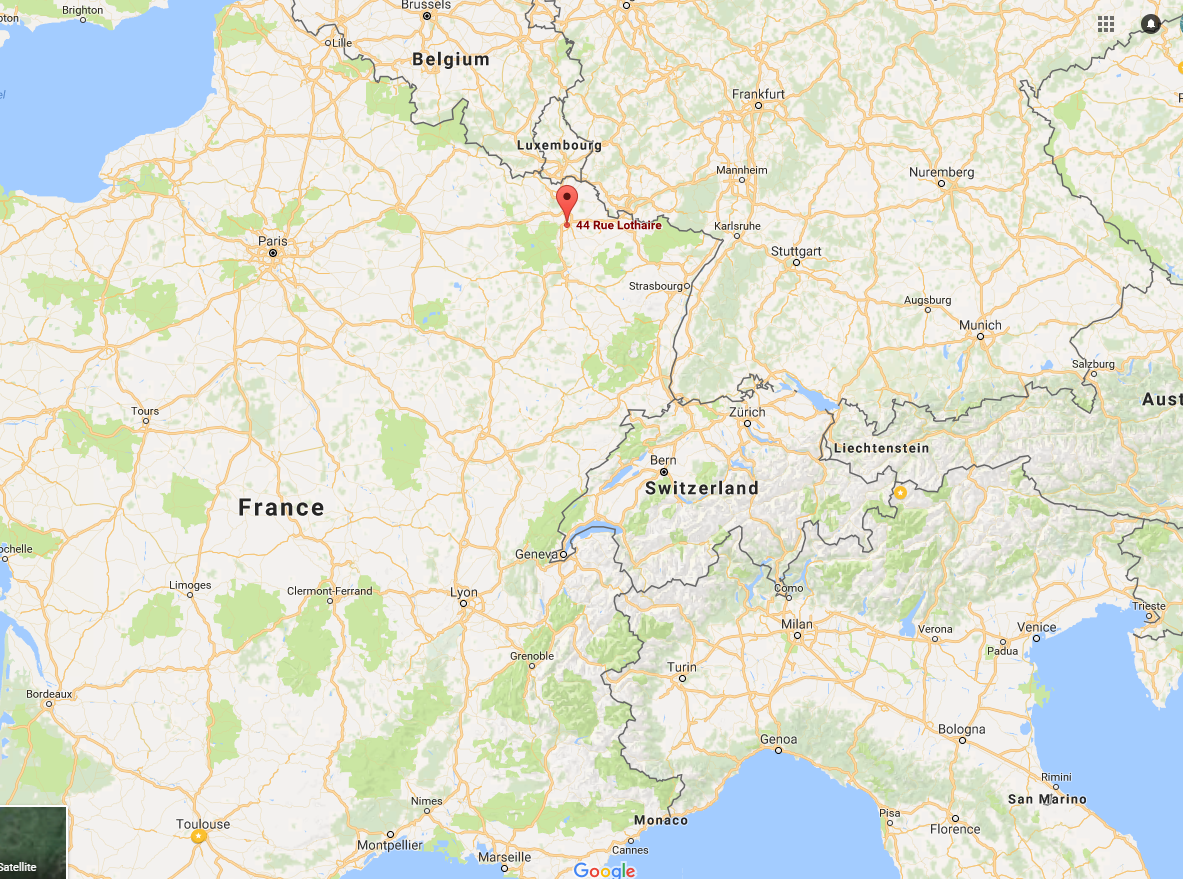 Brighton
Brussels
Lille
Belgium
Frankfurt
Luxembourg
Mannheim
Nuremberg
44 Rue Lothaire
Karlsruhe
Paris
Stuttgart
Strasbourg
Augsburg
Munich
Salzburg
Aust
Tours
Zürich
Liechtenstein
Bern
Switzerland
France
ochelle
Geneva
Limoges
Clermont-Ferrand
Lyon
Como
Trieste
Milan
Verona
Venice
Padua
Grenoble
Turin
Bordeaux
Bologna
Genoa
Rimini
San Marino
Nimes
Pisa
Toulouse
Monaco
Florence
Montpellier
Cannes
Marseille
Satellite
Google